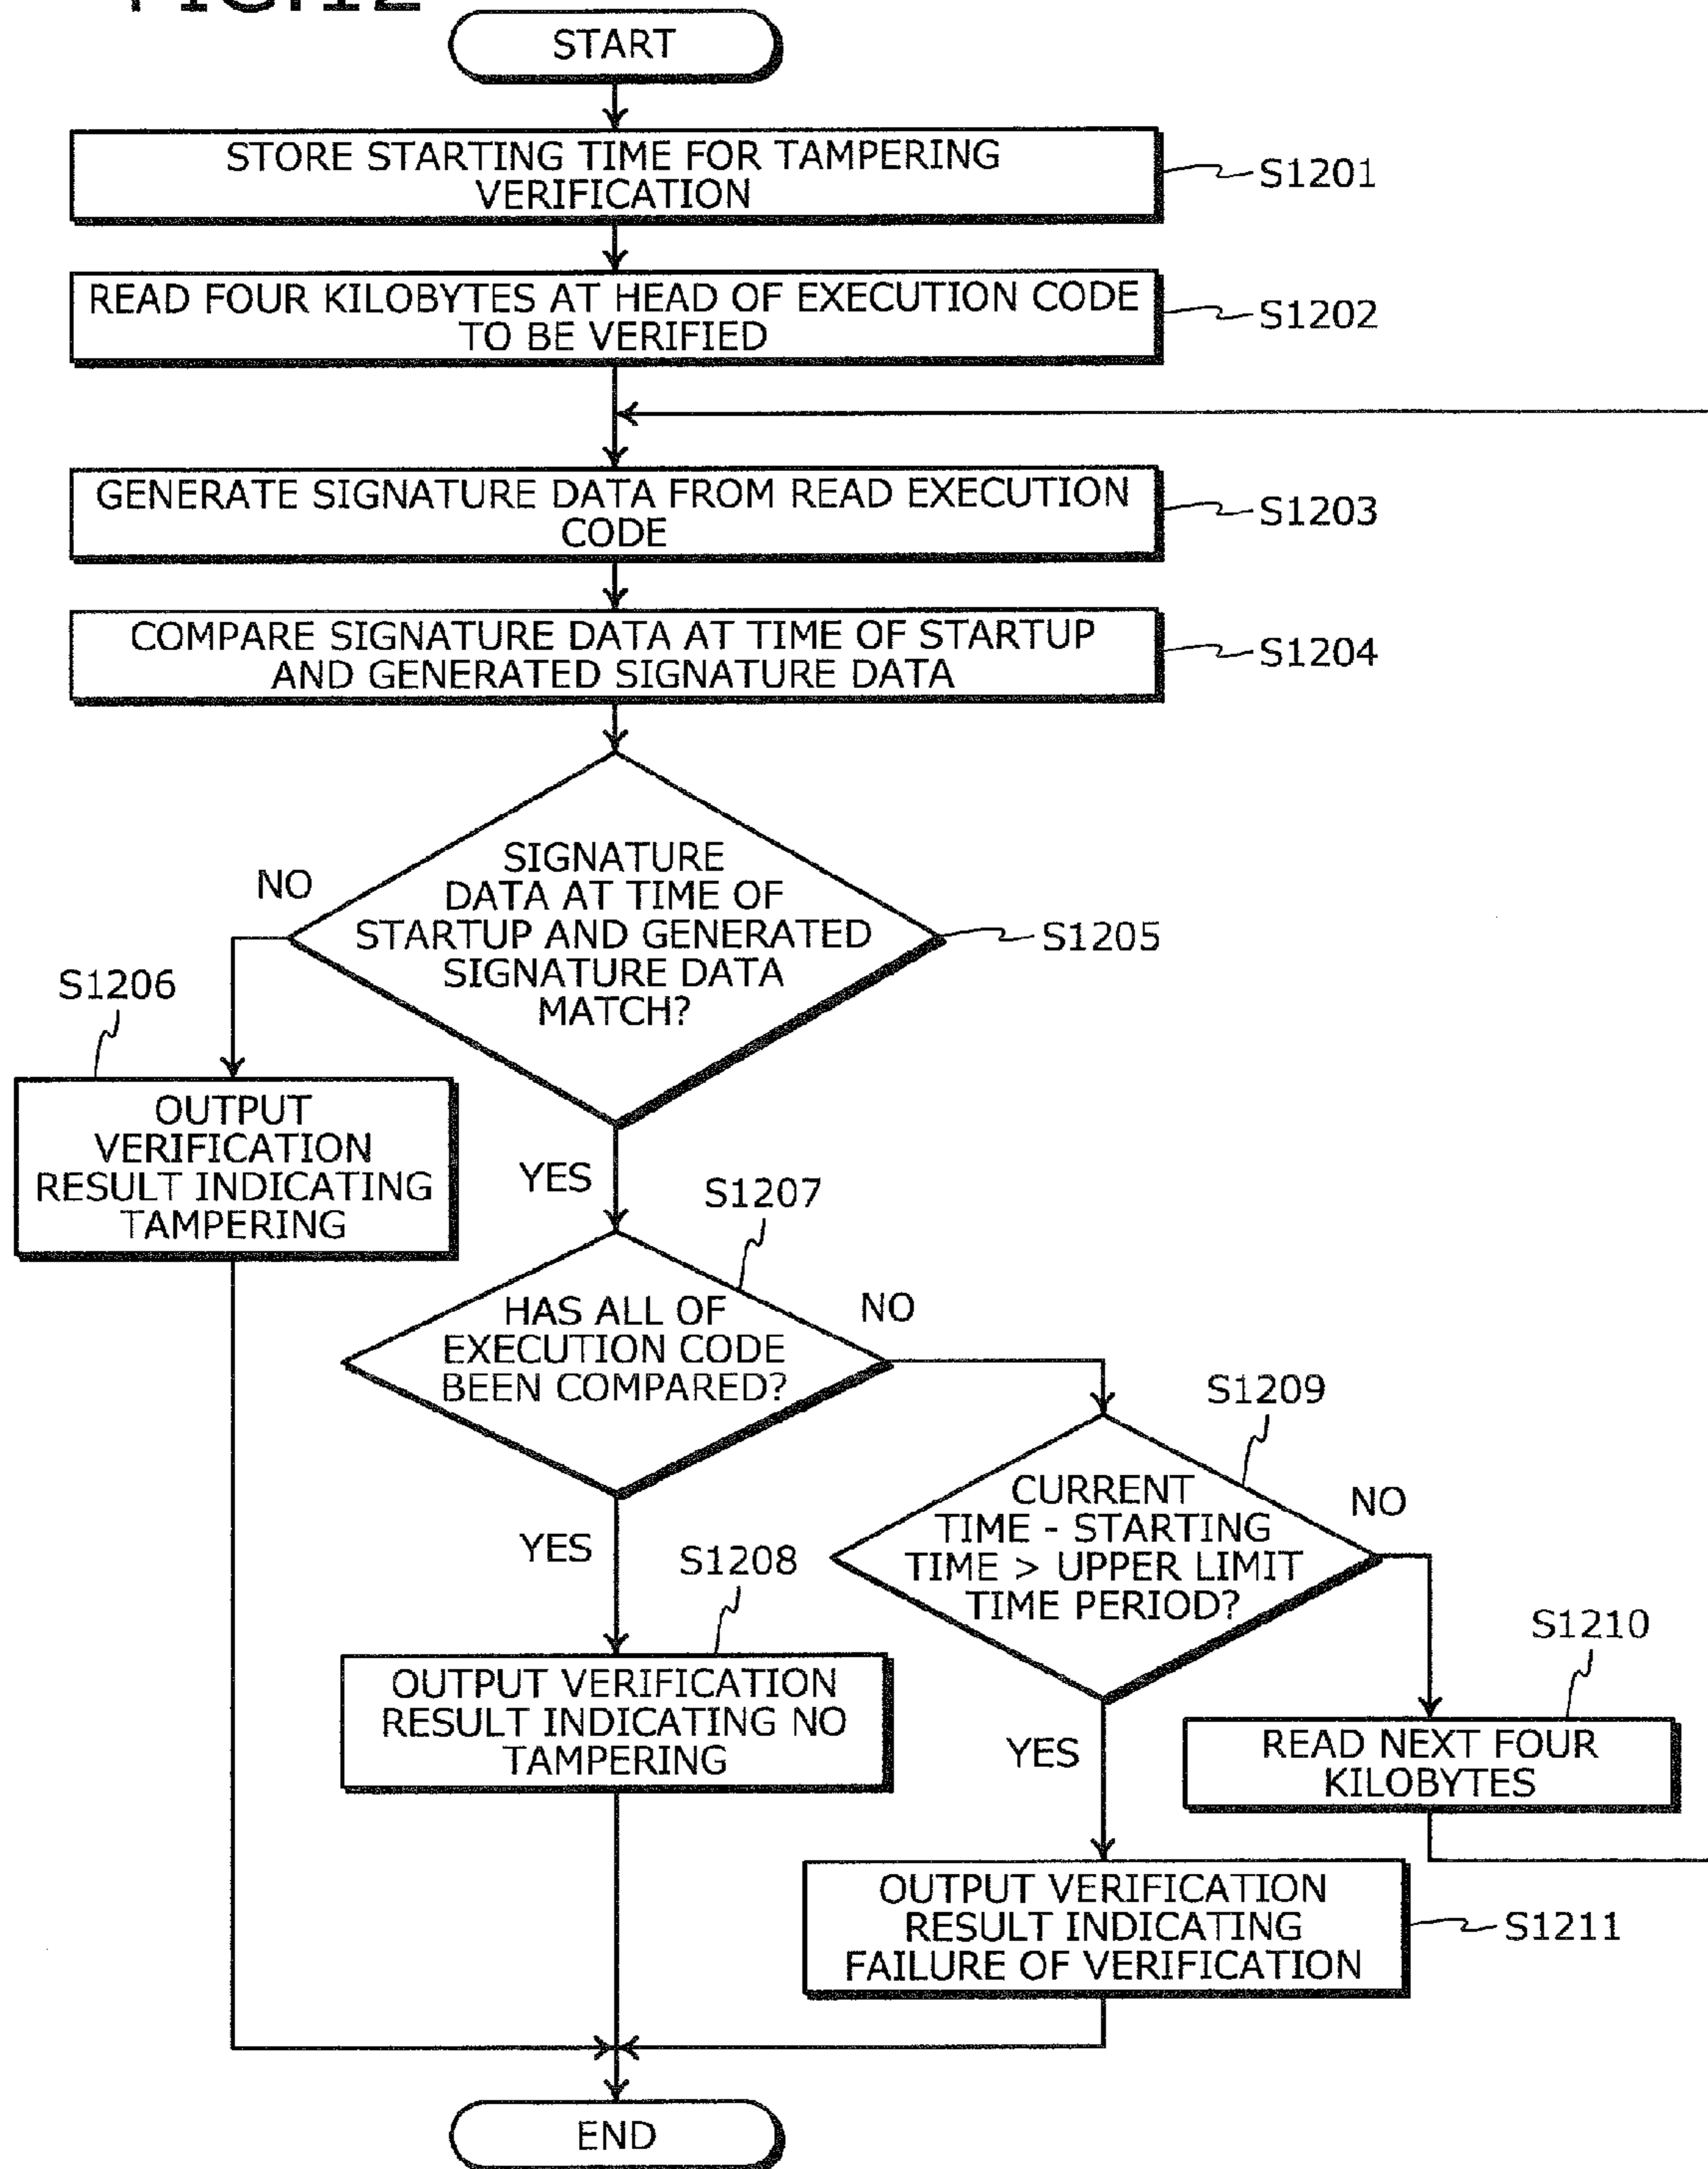 START
STORE STARTING TIME FOR TAMPERING
VERIFICATION
S1201
READ FOUR KILOBYTES AT HEAD OF EXECUTION CODE
TO BE VERIFIED
S1202
GENERATE SIGNATURE DATA FROM READ EXECUTION
CODE
S1203
COMPARE SIGNATURE DATA AT TIME OF STARTUP
AND GENERATED SIGNATURE DATA
S1204
SIGNATURE
DATA AT TIME OF
STARTUP AND GENERATED
SIGNATURE DATA
MATCH?
S1205
NO
S1206
OUTPUT
VERIFICATION
RESULT INDICATING
TAMPERING
YES
S1207
HAS ALL OF
EXECUTION CODE
BEEN COMPARED?
NO
S1209
CURRENT
TIME - STARTING
TIME > UPPER LIMIT
TIME PERIOD?
NO
YES
S1208
OUTPUT VERIFICATION
RESULT INDICATING NO
TAMPERING
S1210
READ NEXT FOUR
KILOBYTES
YES
OUTPUT VERIFICATION
RESULT INDICATING
FAILURE OF VERIFICATION
S1211
END